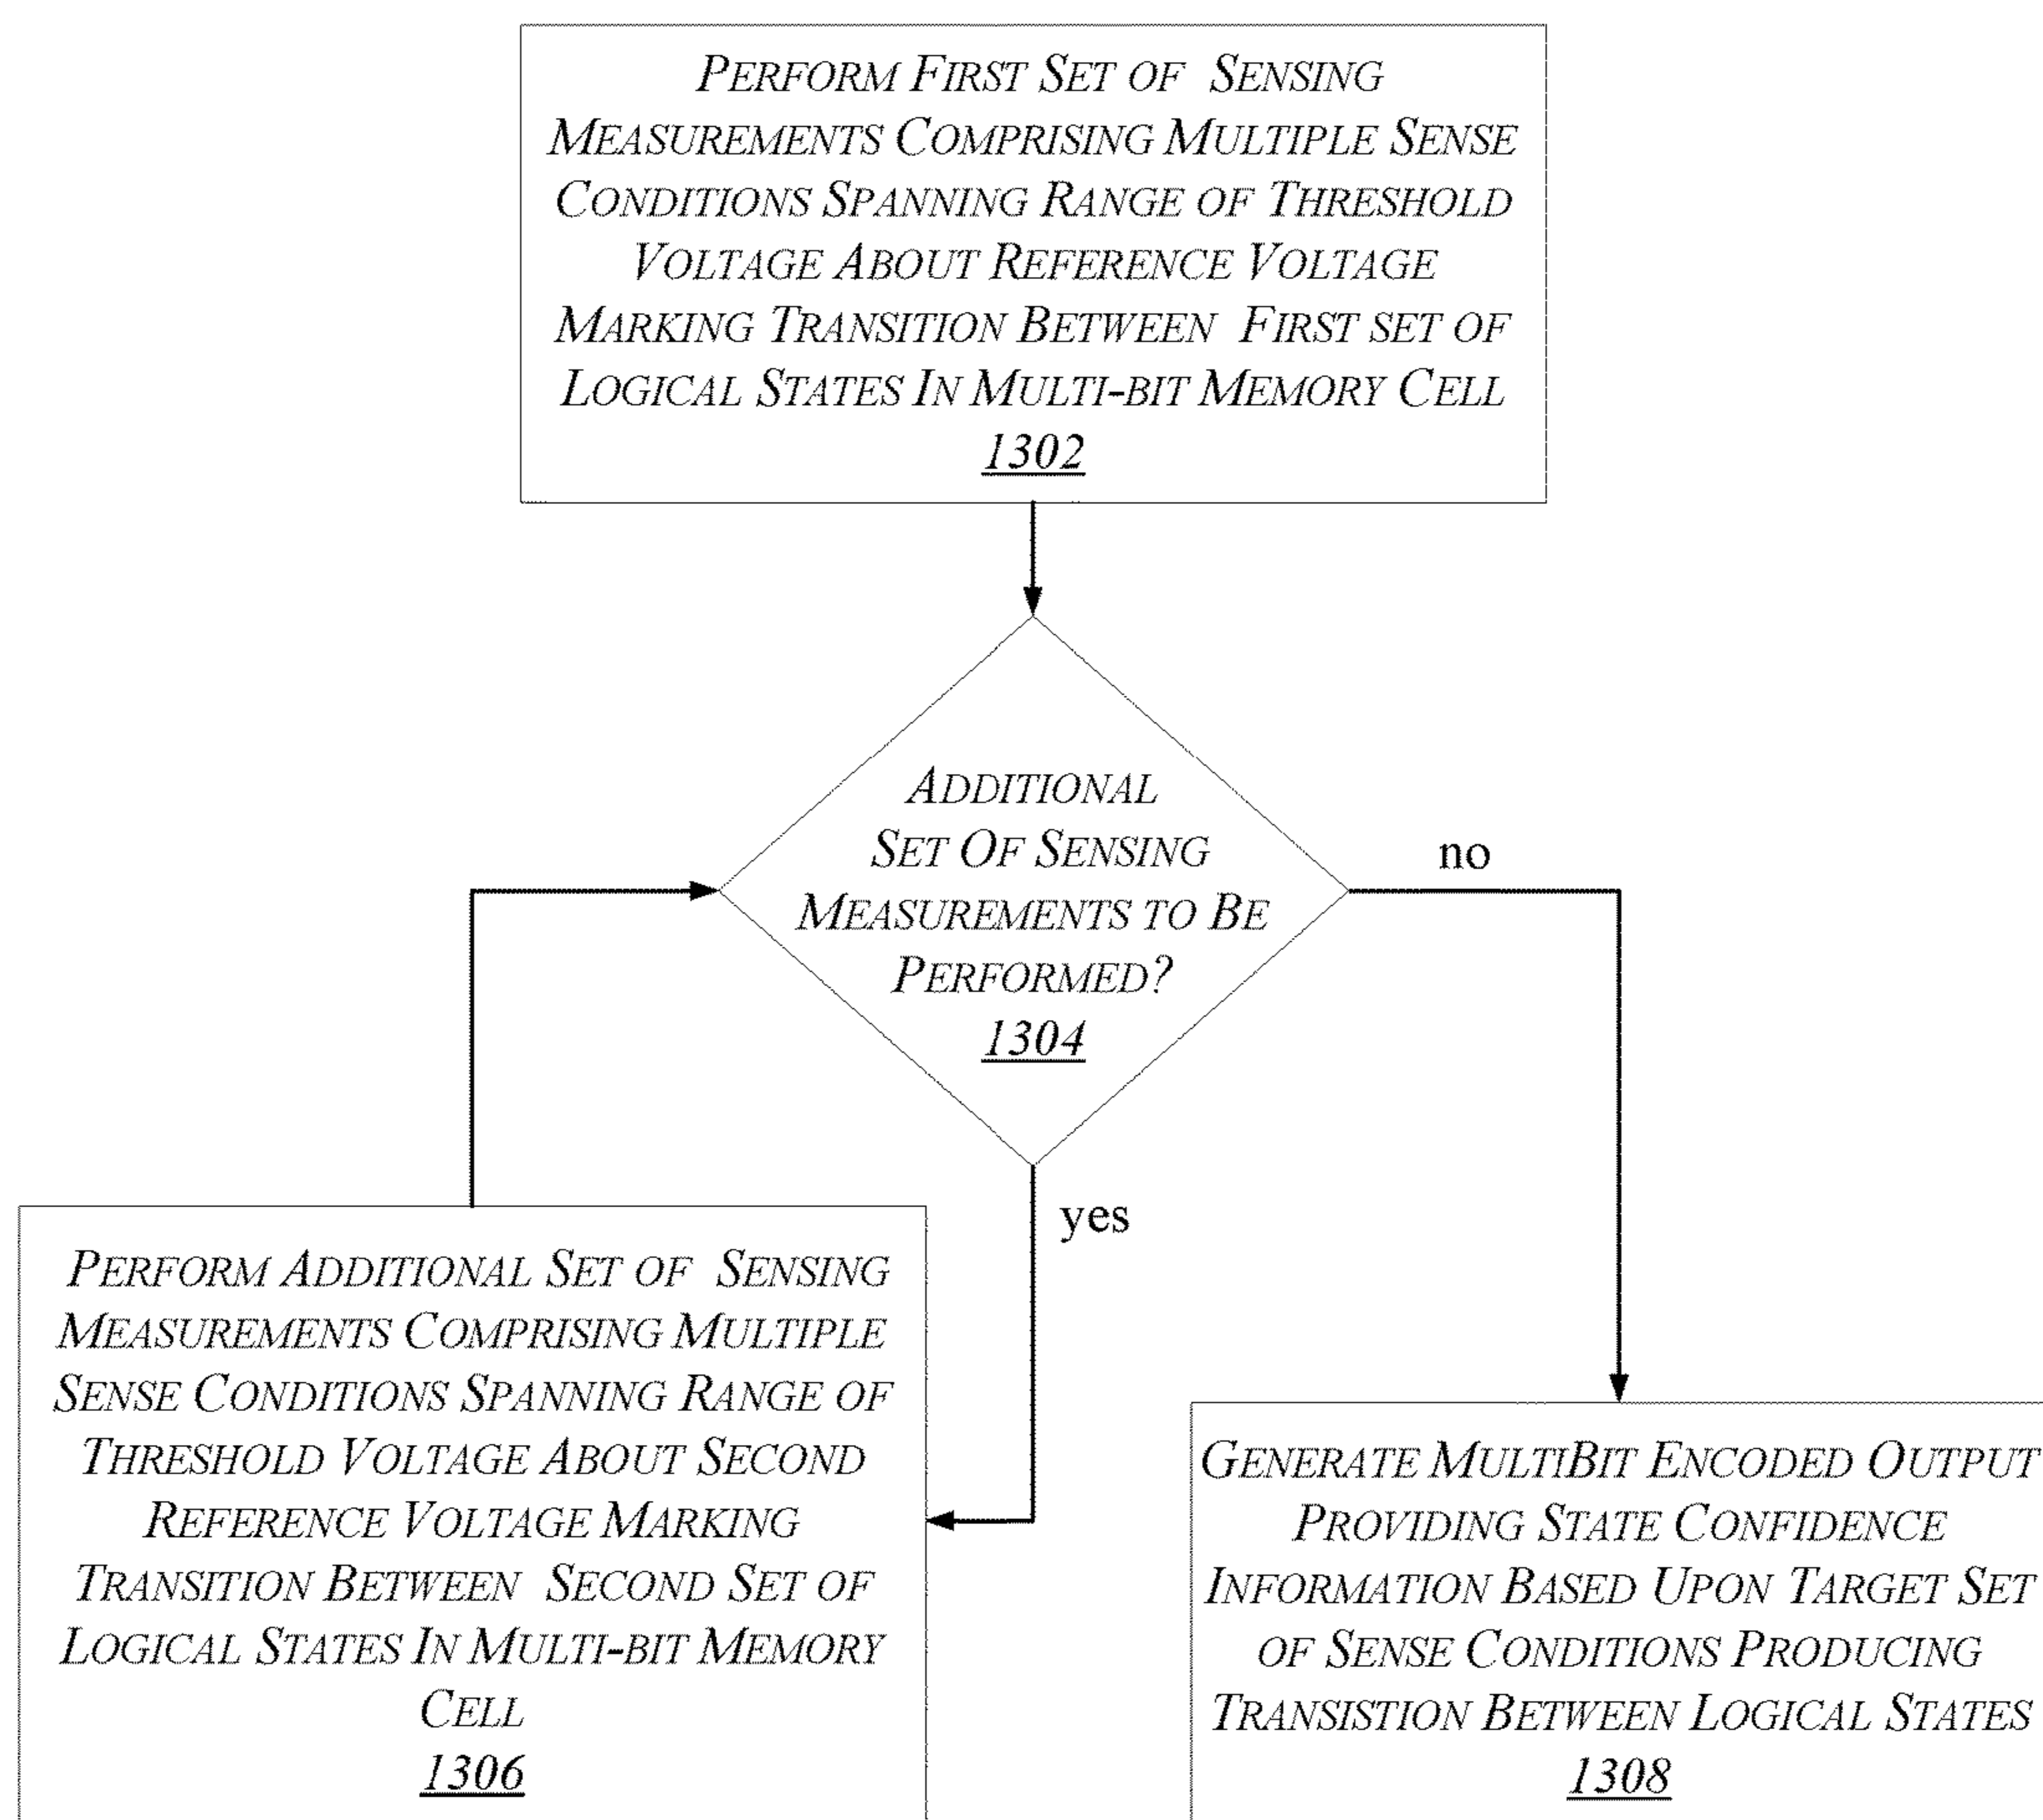 PERFORM FIRST SET OF SENSING
MEASUREMENTS COMPRISING MULTIPLE SENSE
CONDITIONS SPANNING RANGE OF THRESHOLD
VOLTAGE ABOUT REFERENCE VOLTAGE
MARKING TRANSITION BETWEEN FIRST SET OF
LOGICAL STATES IN MULTI-BIT MEMORY CELL
1302
ADDITIONAL
SET OF SENSING
MEASUREMENTS TO BE
PERFORMED?
1304
no
yes
PERFORM ADDITIONAL SET OF SENSING
MEASUREMENTS COMPRISING MULTIPLE
SENSE CONDITIONS SPANNING RANGE OF
THRESHOLD VOLTAGE ABOUT SECOND
REFERENCE VOLTAGE MARKING
TRANSITION BETWEEN SECOND SET OF
LOGICAL STATES IN MULTI-BIT MEMORY
CELL
1306
GENERATE MULTIBIT ENCODED OUTPUT
PROVIDING STATE CONFIDENCE
INFORMATION BASED UPON TARGET SET
OF SENSE CONDITIONS PRODUCING
TRANSISTION BETWEEN LOGICAL STATES
1308